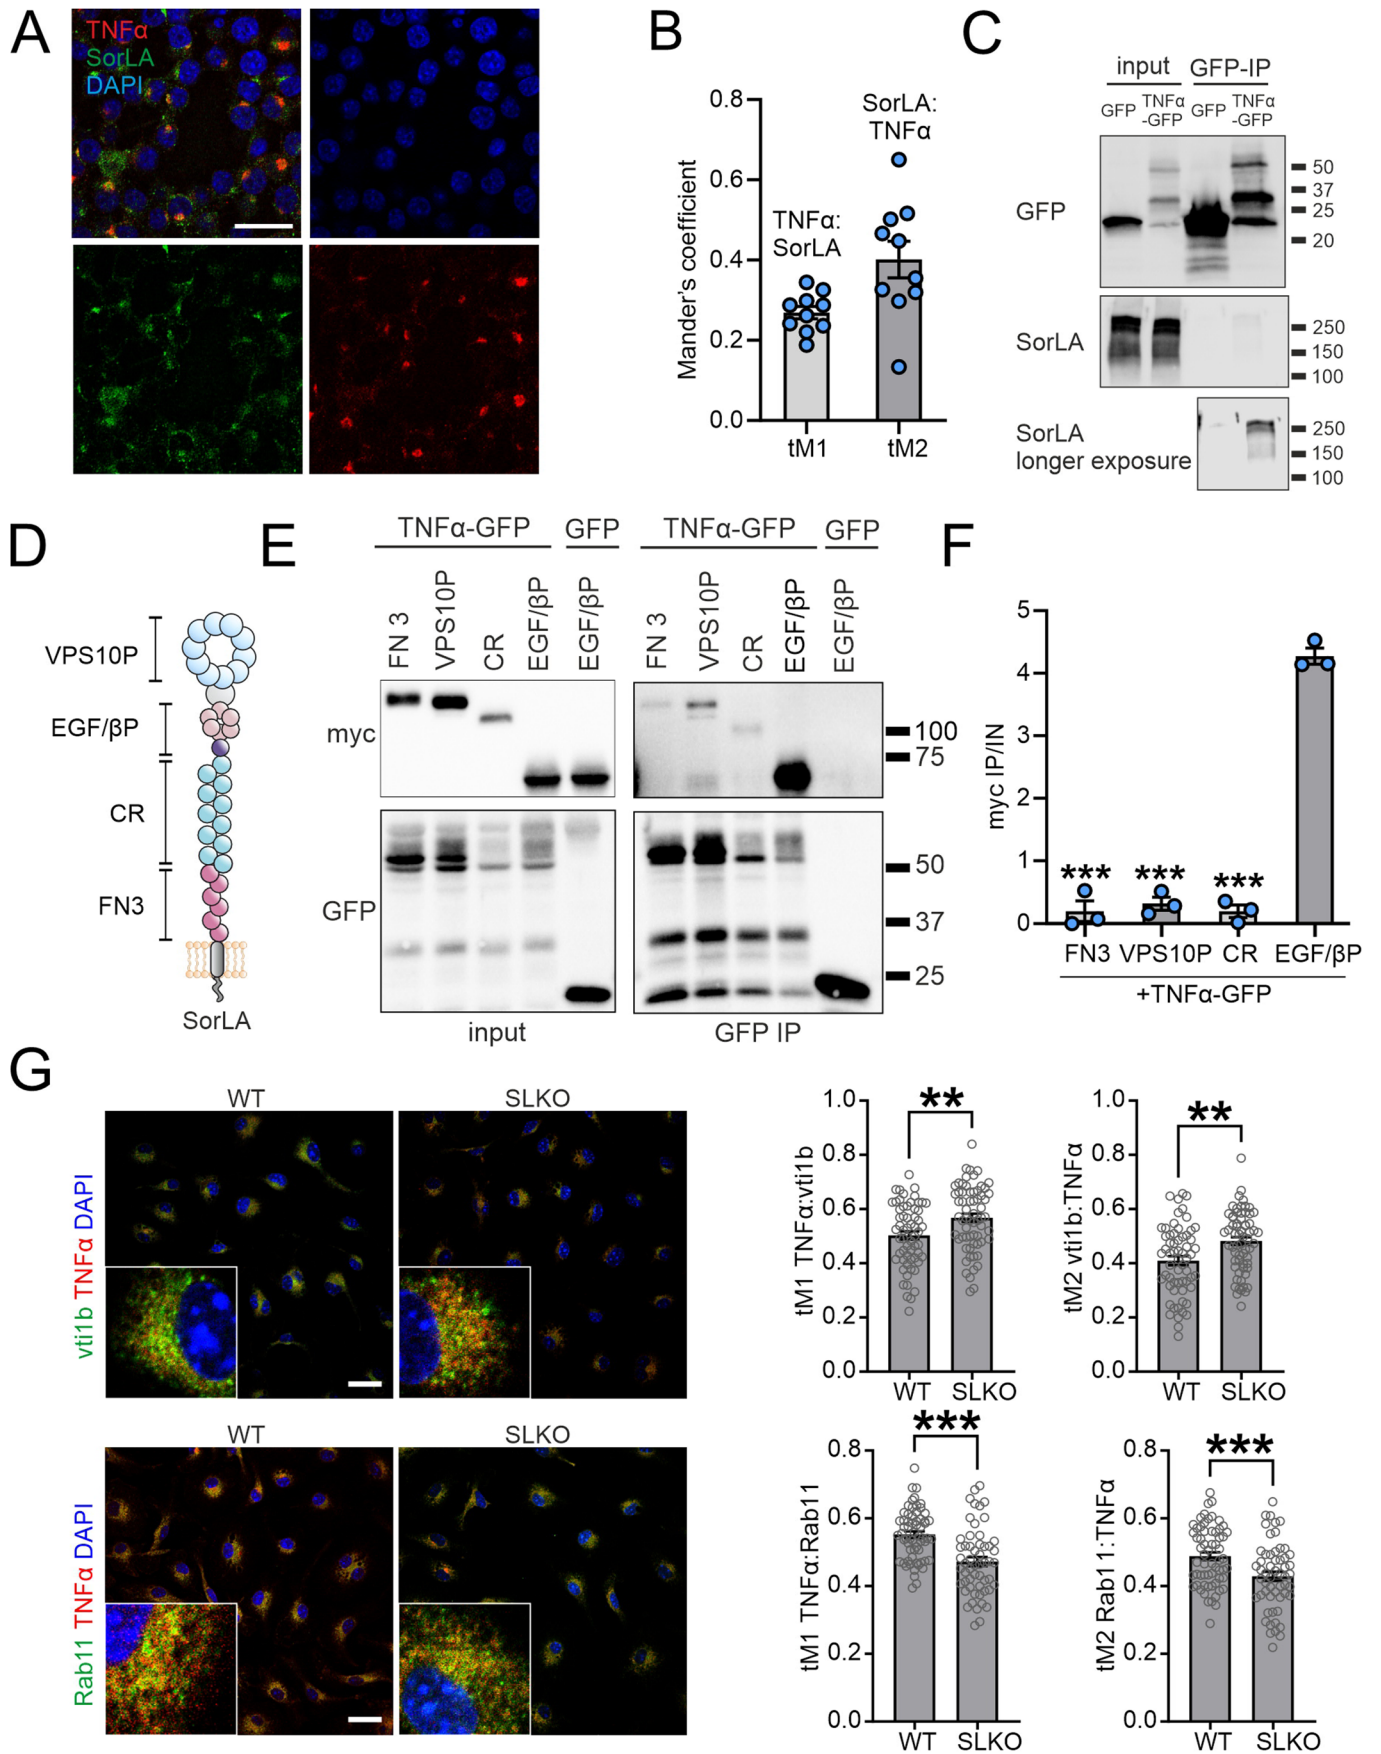 A
TNFα
SorLA
DAPI
B
Mander's coefficient
0.8
0.6
0.4
0.2
0.0
TNFα:
SorLA
SorLA:
TNFα
tM1
tM2
C
input
GFP-IP
GFP
TNFα
-GFP
GFP
TNFα
-GFP
GFP
50
37
25
20
SorLA
250
150
100
SorLA
longer exposure
250
150
100
D
VPS10P
EGF/βP
CR
FN3
SorLA
E
TNFα-GFP
GFP
TNFα-GFP
GFP
FN 3
VPS10P
CR
EGF/βP
EGF/βP
FN 3
VPS10P
CR
EGF/βP
EGF/βP
myc
100
75
GFP
50
37
25
input
GFP IP
F
myc IP/IN
5
4
3
2
1
0
***
***
***
FN3
VPS10P
CR
EGF/βP
+TNFα-GFP
G
WT
SLKO
vti1b TNFα DAPI
tM1 TNFα:vti1b
1.0
0.8
0.6
0.4
0.2
0.0
**
WT
SLKO
tM2 vti1b:TNFα
1.0
0.8
0.6
0.4
0.2
0.0
**
WT
SLKO
WT
SLKO
Rab11 TNFα DAPI
tM1 TNFα:Rab11
0.8
0.6
0.4
0.2
0.0
***
WT
SLKO
tM2 Rab11:TNFα
0.8
0.6
0.4
0.2
0.0
***
WT
SLKO